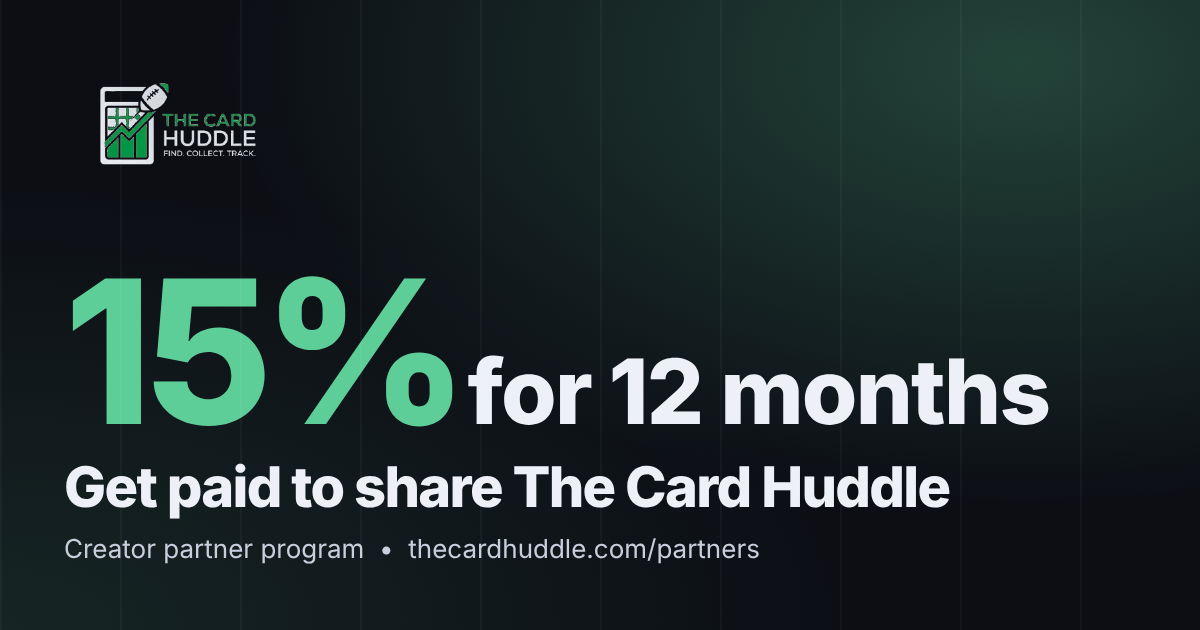 THE CARD
HUDDLE
FIND. COLLECT. TRACK.
15% for 12 months
Get paid to share The Card Huddle
Creator partner program • thecardhuddle.com/partners